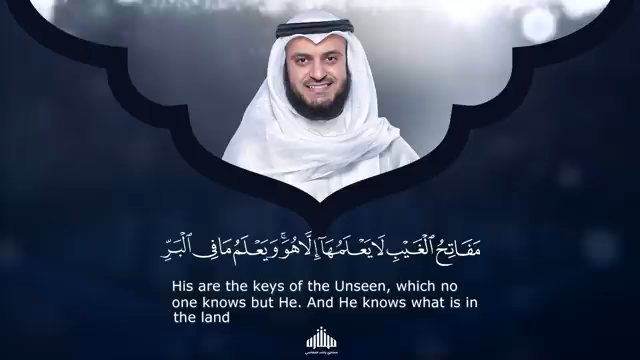 مَفَاتِحُ ٱلْغَيْبِ لَا يَعْلَمُهَآ إِلَّا هُوَۚ وَيَعْلَمُ مَا فِى ٱلْبَرِّ
His are the keys of the Unseen, which no
one knows but He. And He knows what is in
the land